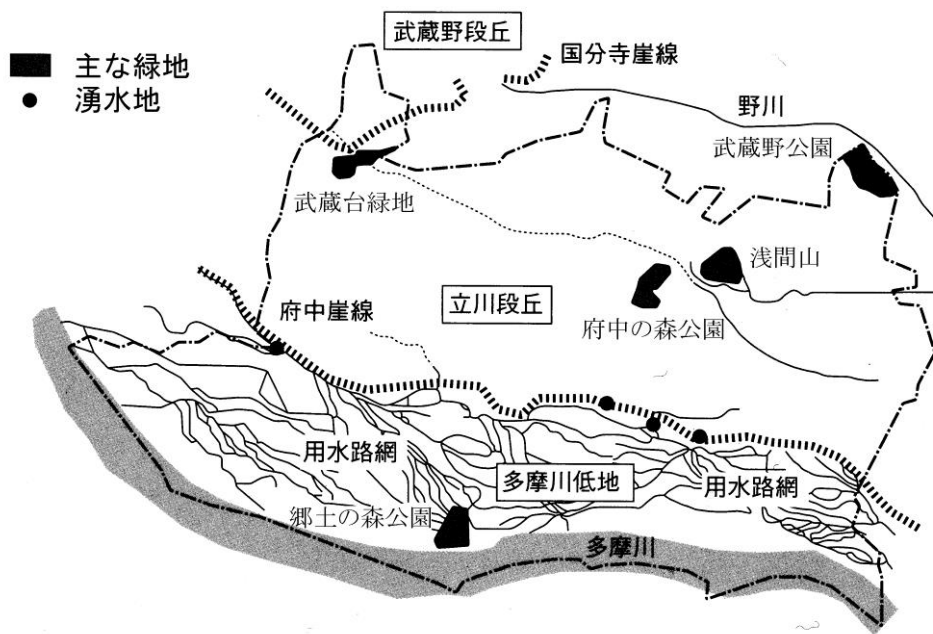 武蔵野段丘
国分寺崖線
主な緑地
湧水地
野川
武蔵野公園
武蔵台緑地
浅間山
府中崖線
立川段丘
府中の森公園
用水路網
多摩川低地
用水路網
郷土の森公園
多摩川